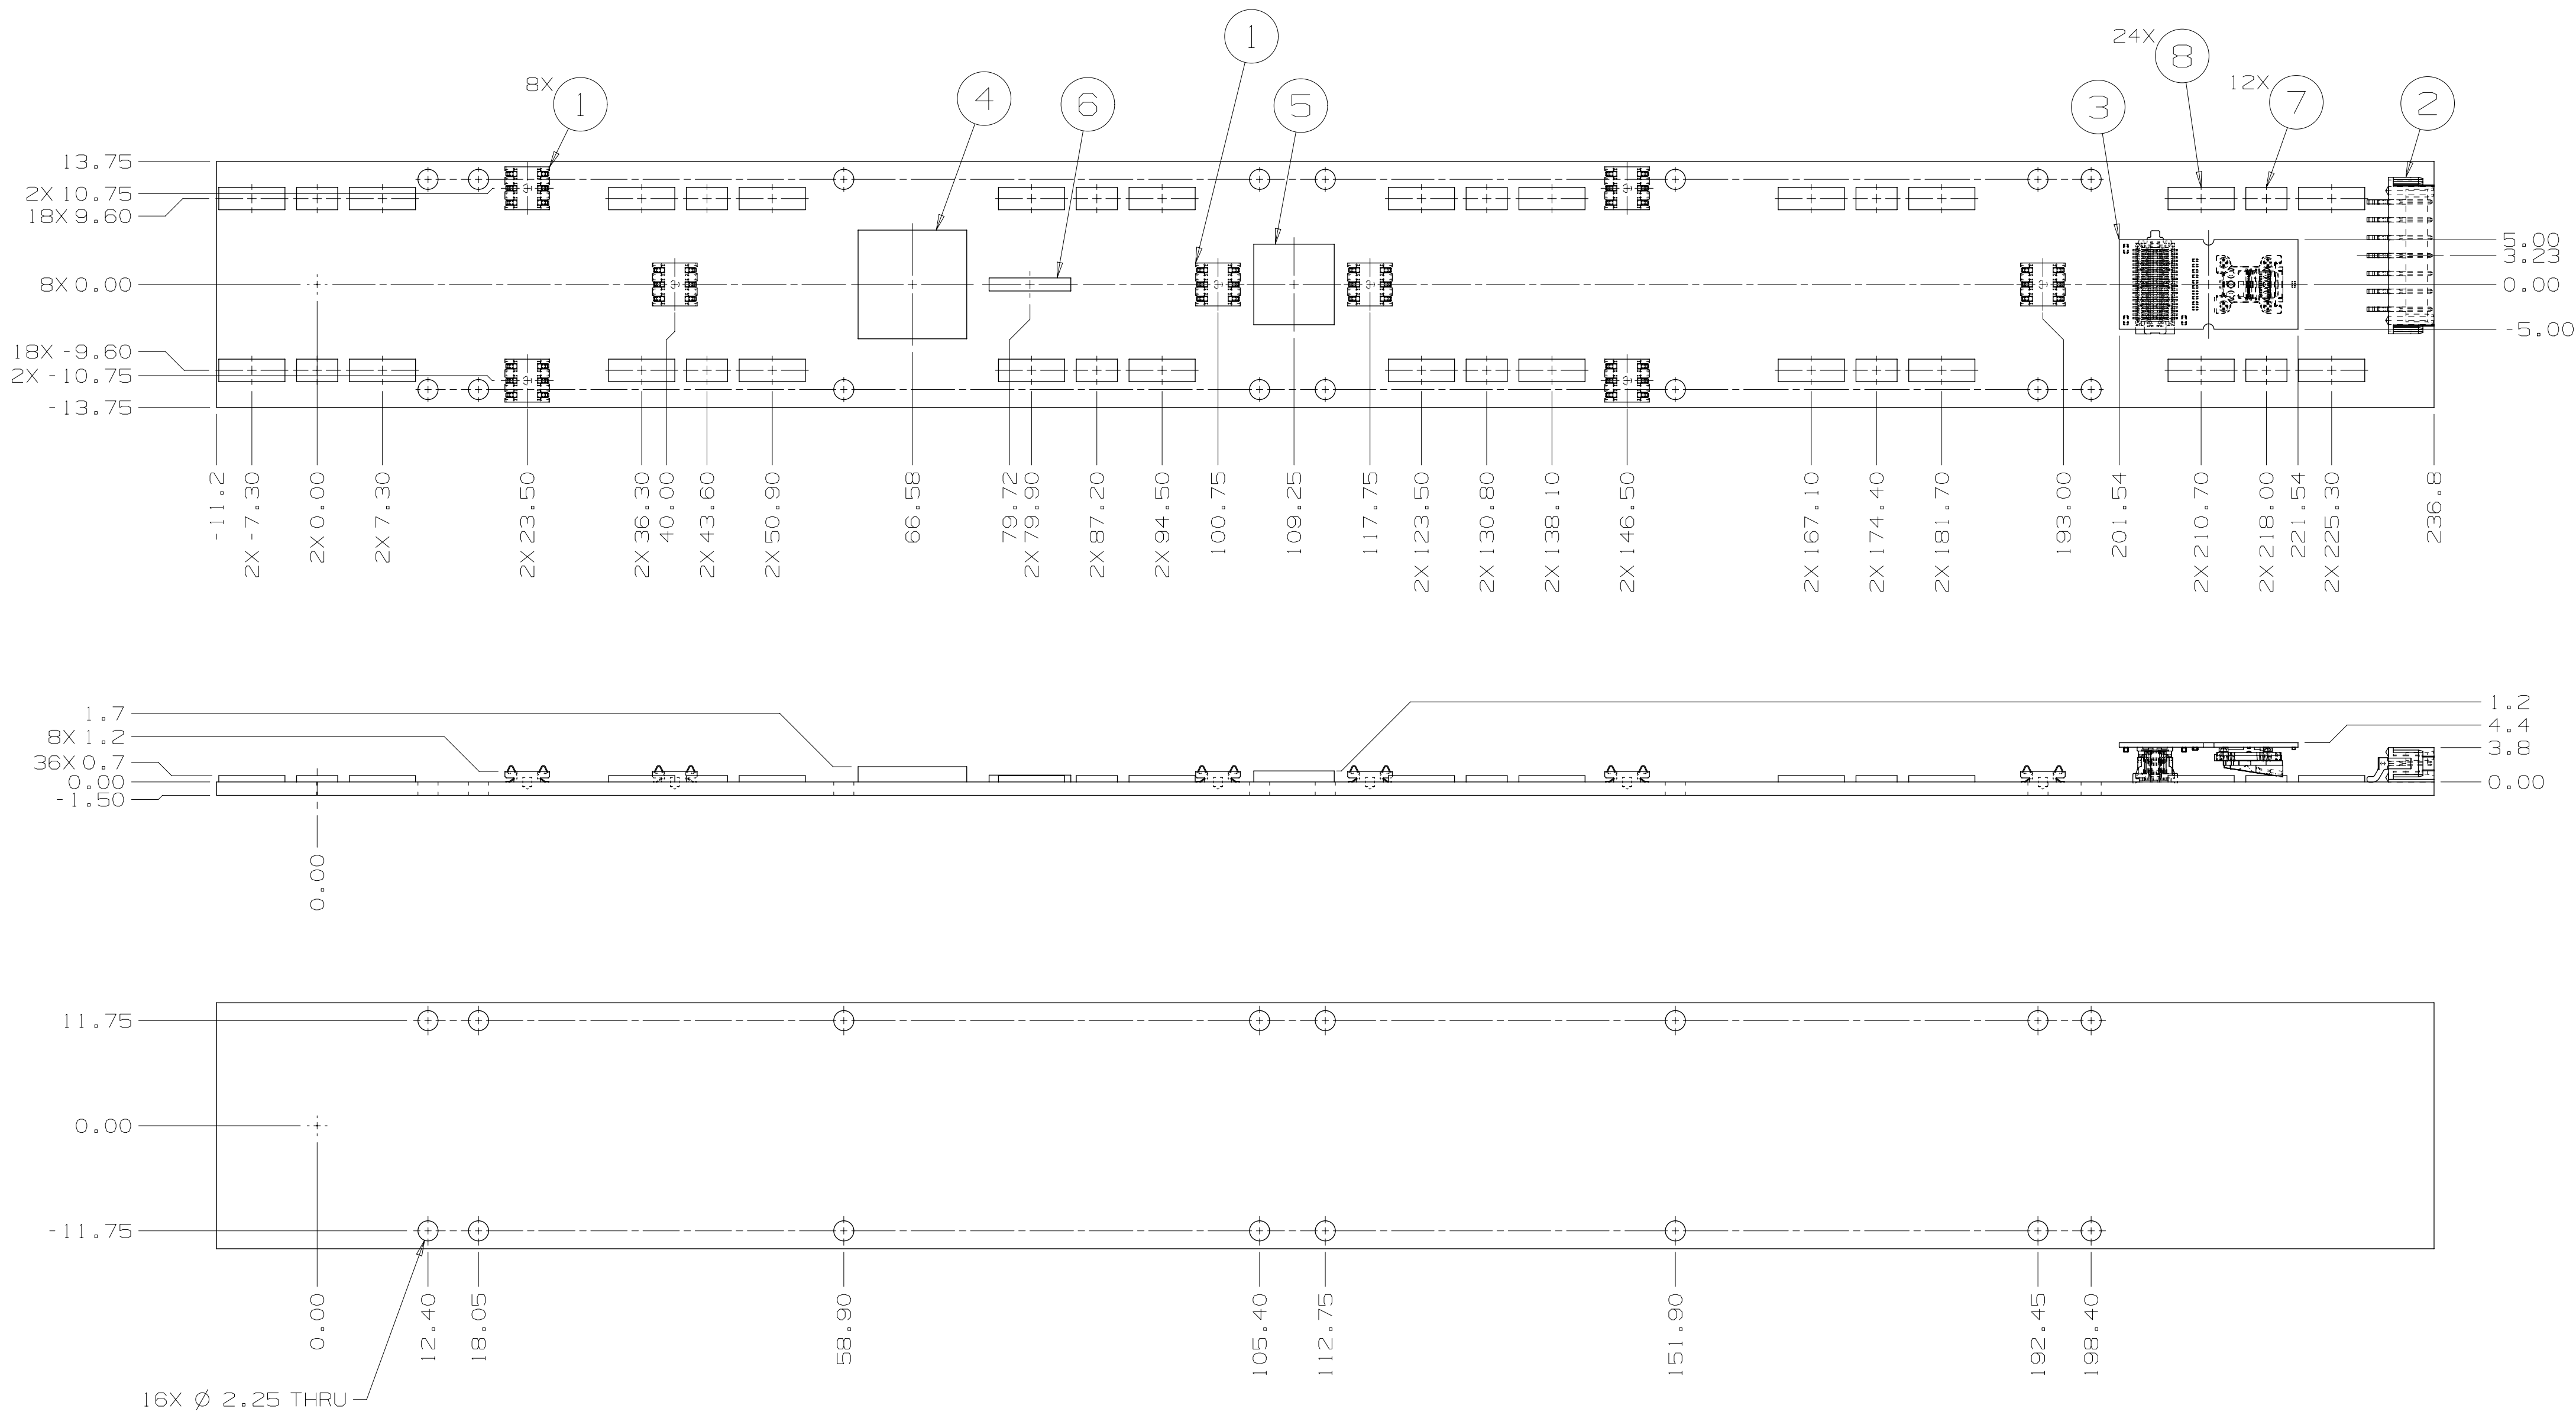 1
24X
8
8X
1
4
6
5
3
12X
7
2
13.75
2X 10.75
18X 9.60
8X 0.00
18X -9.60
2X -10.75
-13.75
5.00
3.23
0.00
-5.00
-11.2
2X -7.30
2X 0.00
2X 7.30
2X 23.50
2X 36.30
40.00
2X 43.60
2X 50.90
66.58
79.72
2X 79.90
2X 87.20
2X 94.50
100.75
109.25
117.75
2X 123.50
2X 130.80
2X 138.10
2X 146.50
2X 167.10
2X 174.40
2X 181.70
193.00
201.54
2X 210.70
2X 218.00
221.54
2X 225.30
236.8
1.7
8X 1.2
36X 0.7
0.00
-1.50
1.2
4.4
3.8
0.00
0.00
11.75
0.00
-11.75
0.00
12.40
18.05
58.90
105.40
112.75
151.90
192.45
198.40
16X Ø 2.25 THRU